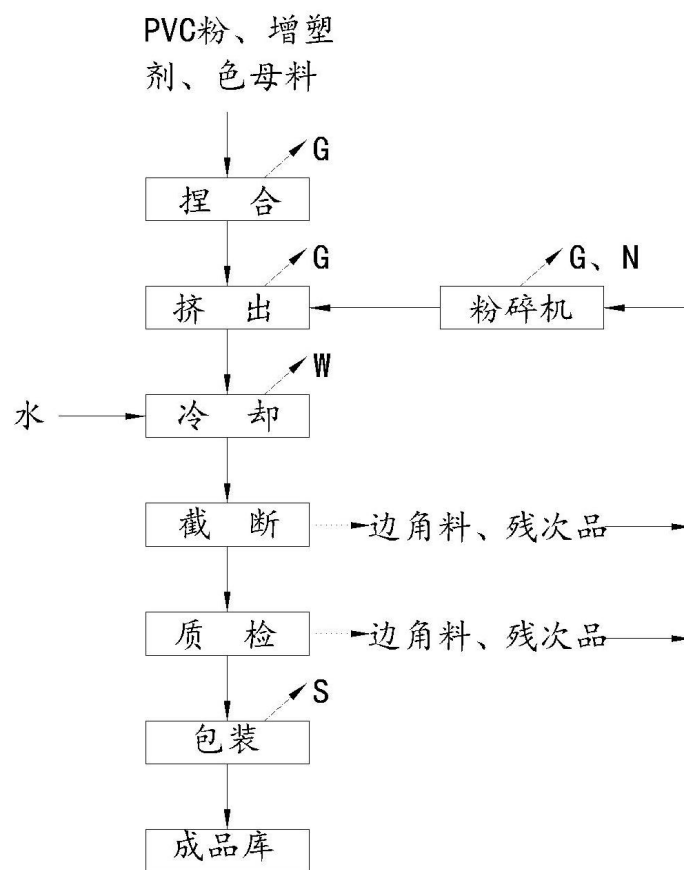 PVC粉、增塑
剂、色母料
G
捏 合
G
G、N
挤 出
粉碎机
W
水
冷 却
截 断
边角料、残次品
质 检
边角料、残次品
S
包装
成品库